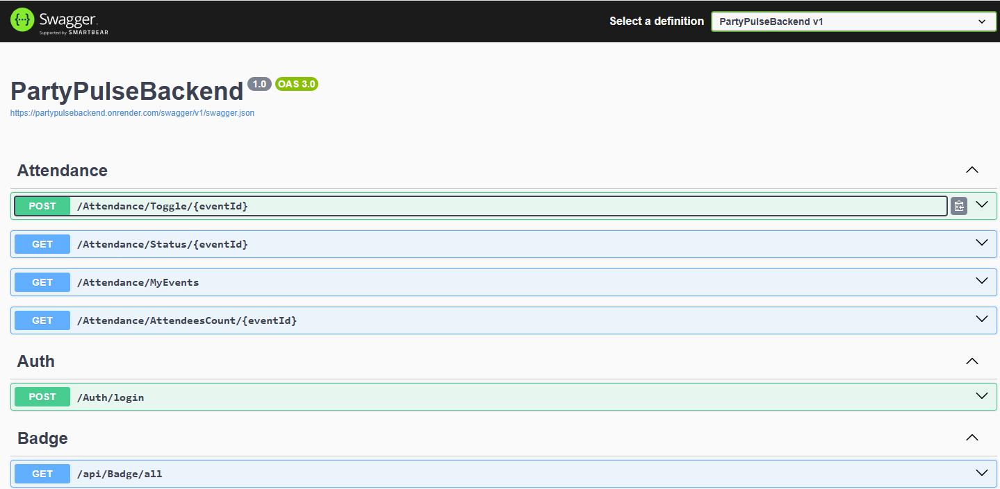 {···} Swagger.
Supported by SMARTBEAR
Select a definition PartyPulseBackend v1
PartyPulseBackend 1.0 OAS 3.0
https://partypulsebackend.onrender.com/swagger/v1/swagger.json
Attendance
POST /Attendance/Toggle/{eventId}
GET /Attendance/Status/{eventId}
GET /Attendance/MyEvents
GET /Attendance/AttendeesCount/{eventId}
Auth
POST /Auth/login
Badge
GET /api/Badge/all